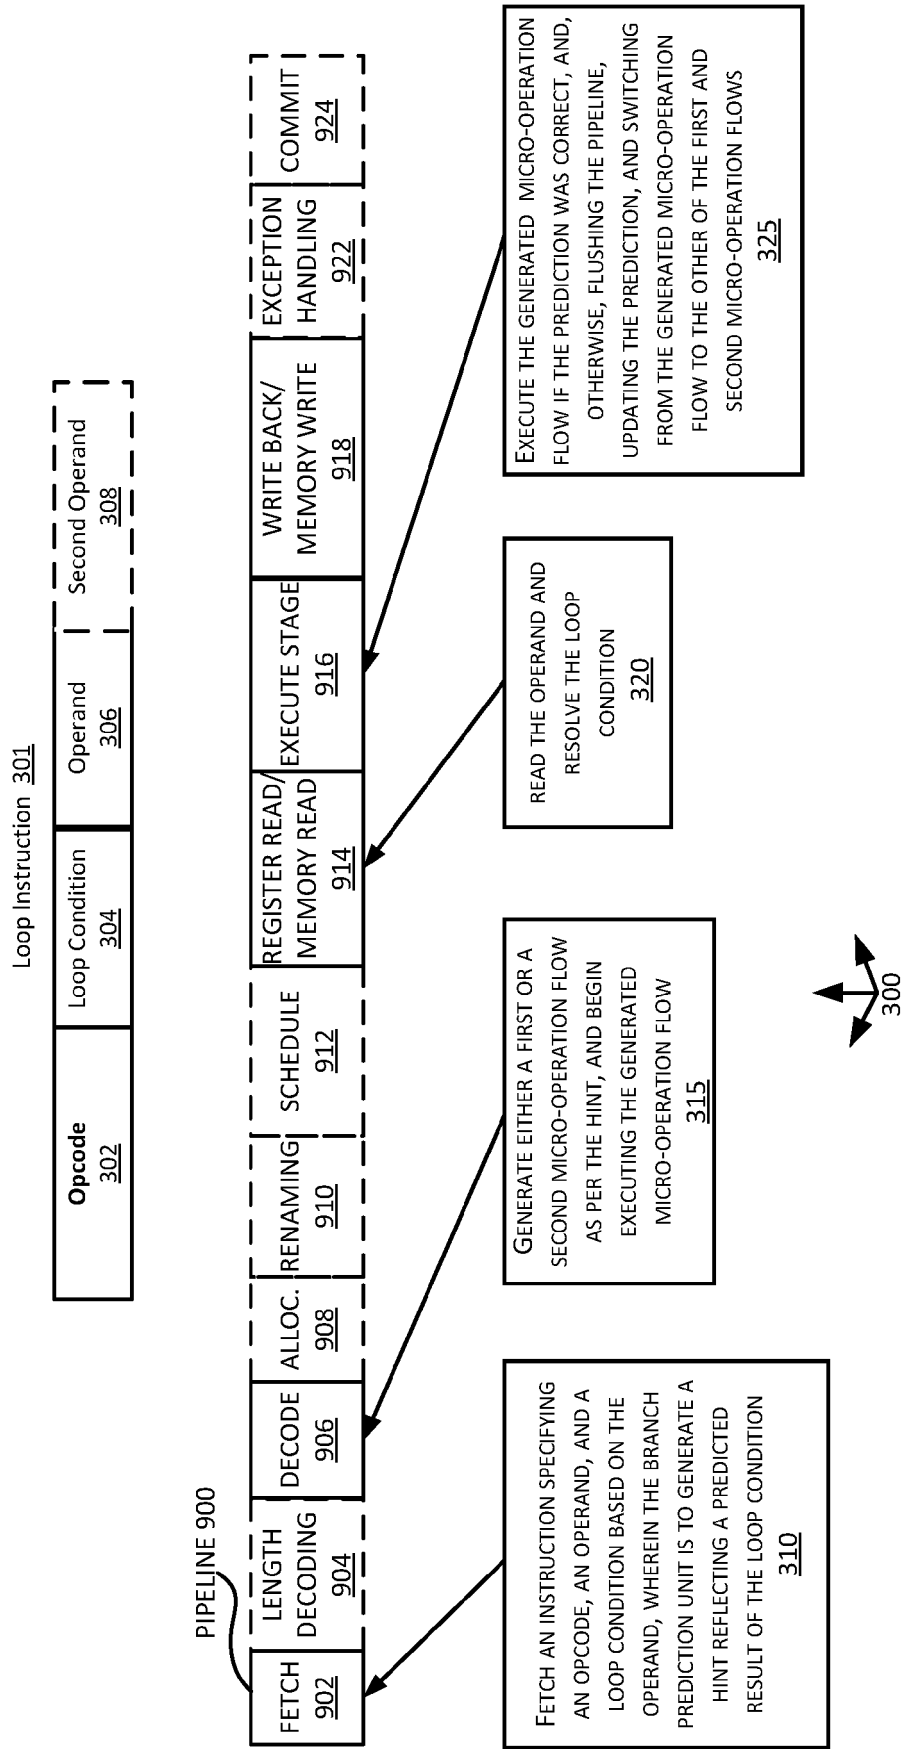 Loop Instruction 301
Opcode
302
Loop Condition
304
Operand
306
Second Operand
308
PIPELINE 900
FETCH
902
LENGTH
DECODING
904
DECODE
906
ALLOC.
908
RENAMING
910
SCHEDULE
912
REGISTER READ/
MEMORY READ
914
EXECUTE STAGE
916
WRITE BACK/
MEMORY WRITE
918
EXCEPTION
HANDLING
922
COMMIT
924
FETCH AN INSTRUCTION SPECIFYING
AN OPCODE, AN OPERAND, AND A
LOOP CONDITION BASED ON THE
OPERAND, WHEREIN THE BRANCH
PREDICTION UNIT IS TO GENERATE A
HINT REFLECTING A PREDICTED
RESULT OF THE LOOP CONDITION
310
GENERATE EITHER A FIRST OR A
SECOND MICRO-OPERATION FLOW
AS PER THE HINT, AND BEGIN
EXECUTING THE GENERATED
MICRO-OPERATION FLOW
315
READ THE OPERAND AND
RESOLVE THE LOOP
CONDITION
320
EXECUTE THE GENERATED MICRO-OPERATION
FLOW IF THE PREDICTION WAS CORRECT, AND,
OTHERWISE, FLUSHING THE PIPELINE,
UPDATING THE PREDICTION, AND SWITCHING
FROM THE GENERATED MICRO-OPERATION
FLOW TO THE OTHER OF THE FIRST AND
SECOND MICRO-OPERATION FLOWS
325
300